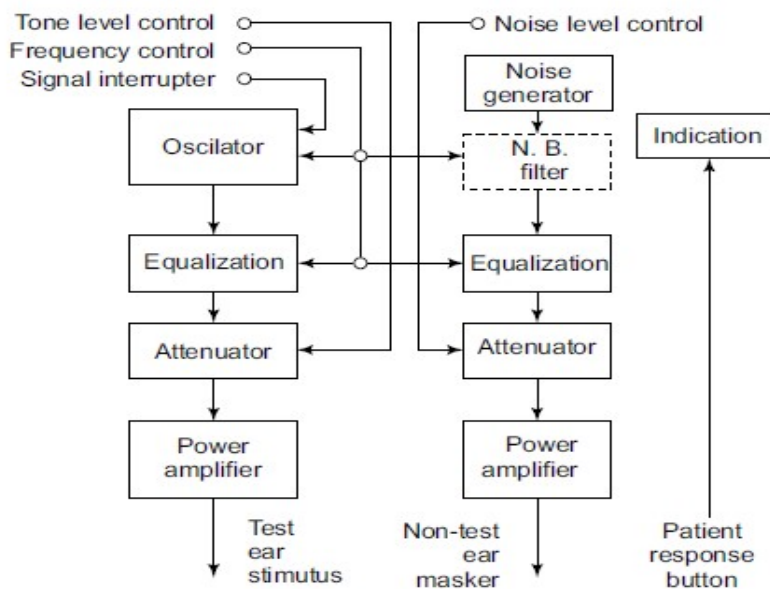 Tone level control
Frequency control
Signal interrupter
Noise level control
Noise
generator
Oscilator
N. B.
filter
Indication
Equalization
Equalization
Attenuator
Attenuator
Power
amplifier
Power
amplifier
Test
ear
stimutus
Non-test
ear
masker
Patient
response
button